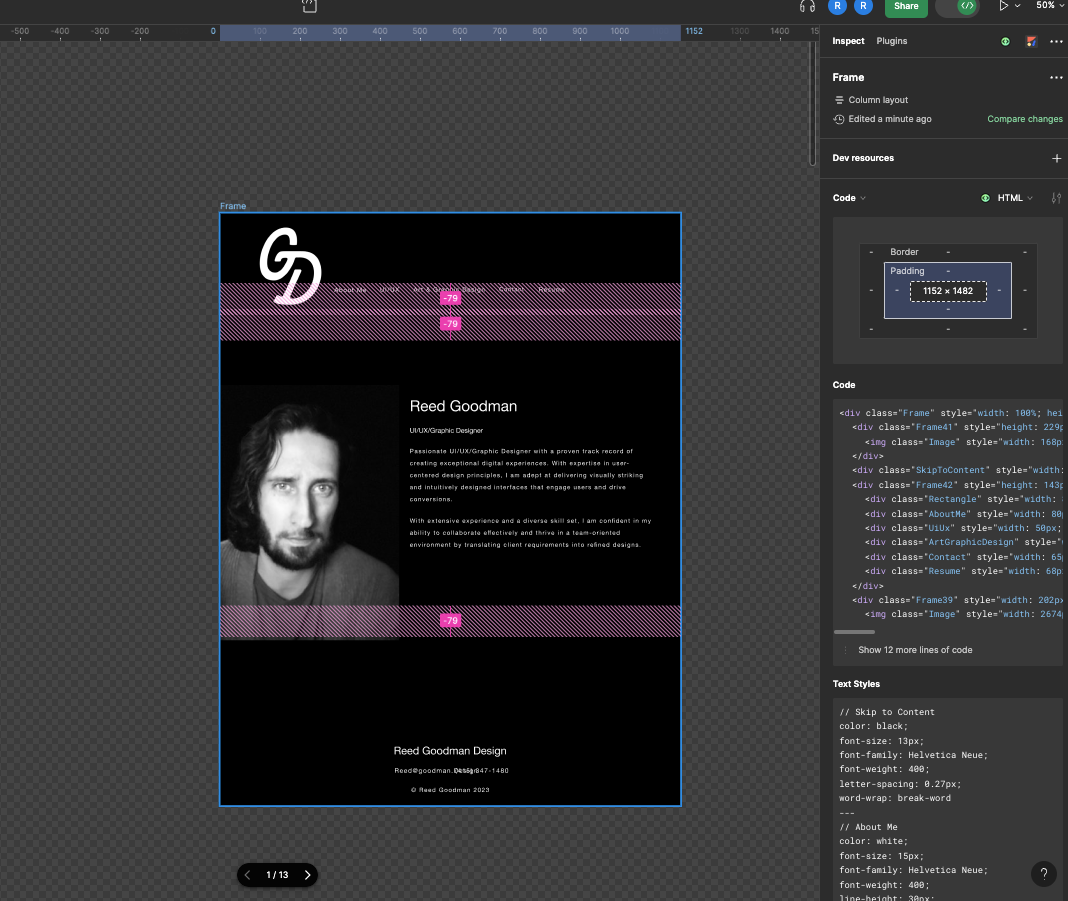 R
R
Share
50%
-500
-400
-300
-200
0
100
200
300
400
500
600
700
800
900
1000
1152
1300
1400
15
Inspect
Plugins
Frame
Column layout
Edited a minute ago
Compare changes
Dev resources
Code
HTML
Border
Padding
1152 × 1482
Code
<div class="Frame" style="width: 100%; hei
<div class="Frame41" style="height: 229p
<img class="Image" style="width: 168p
</div>
<div class="SkipToContent" style="width:
<div class="Frame42" style="height: 143p
<div class="Rectangle" style="width:
<div class="AboutMe" style="width: 80p
<div class="UiUx" style="width: 50px;
<div class="ArtGraphicDesign" style="
<div class="Contact" style="width: 65p
<div class="Resume" style="width: 68p
</div>
<div class="Frame39" style="width: 202px
<img class="Image" style="width: 2674
Show 12 more lines of code
Text Styles
// Skip to Content
color: black;
font-size: 13px;
font-family: Helvetica Neue;
font-weight: 400;
letter-spacing: 0.27px;
word-wrap: break-word
---
// About Me
color: white;
font-size: 15px;
font-family: Helvetica Neue;
font-weight: 400;
line-height: 30px;
?
Frame
GD
About Me
UI/UX
Art & Graphic Design
Contact
Resume
-79
-79
Reed Goodman
UI/UX/Graphic Designer
Passionate UI/UX/Graphic Designer with a proven track record of
creating exceptional digital experiences. With expertise in user-
centered design principles, I am adept at delivering visually striking
and intuitively designed interfaces that engage users and drive
conversions.
With extensive experience and a diverse skill set, I am confident in my
ability to collaborate effectively and thrive in a team-oriented
environment by translating client requirements into refined designs.
-79
Reed Goodman Design
Reed@goodman. 847-1480
© Reed Goodman 2023
1 / 13